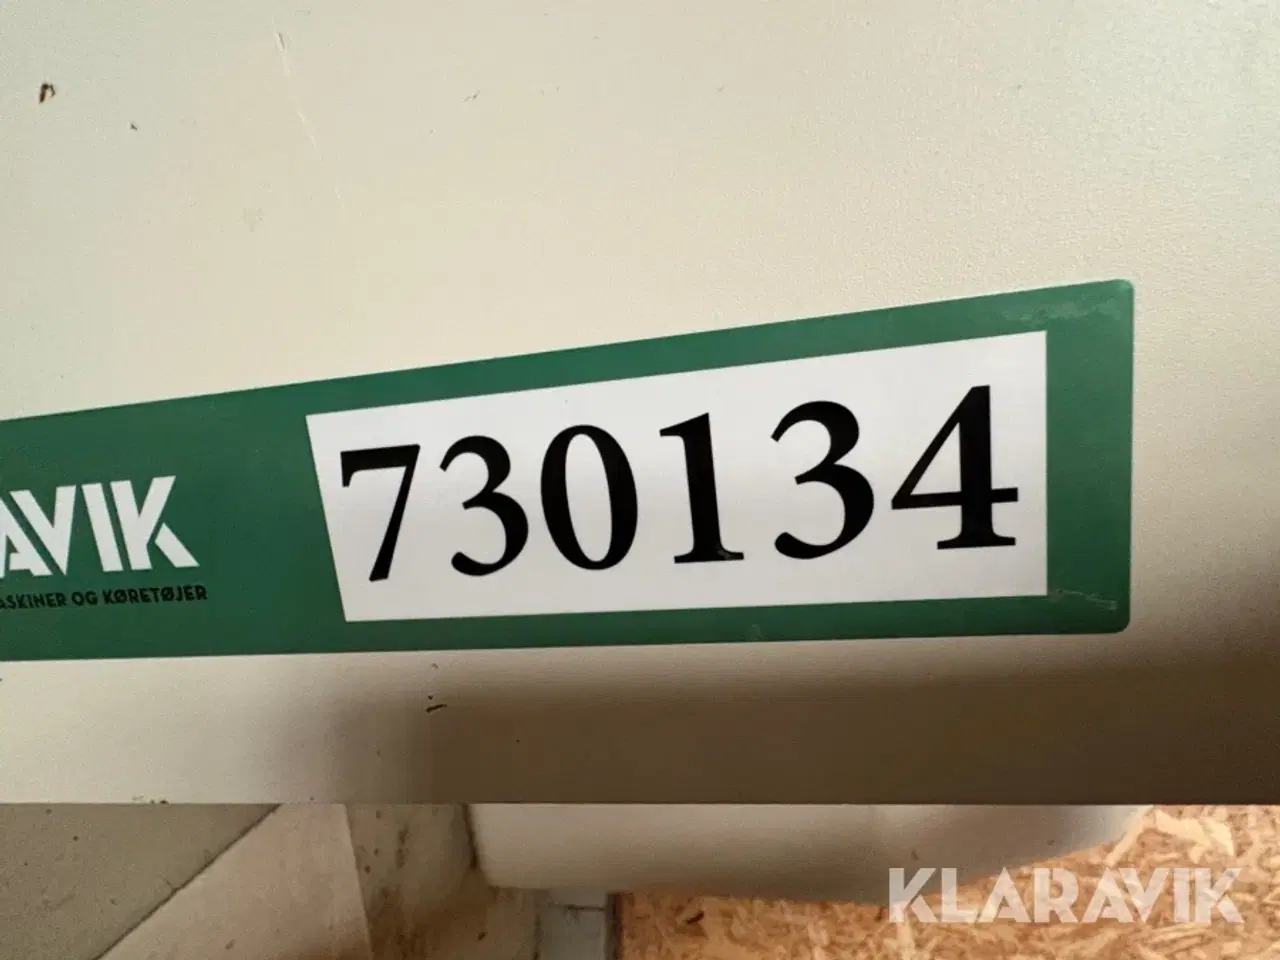 AVIK
ASKINER OG KØRETØJER
730134
KLARAVIK